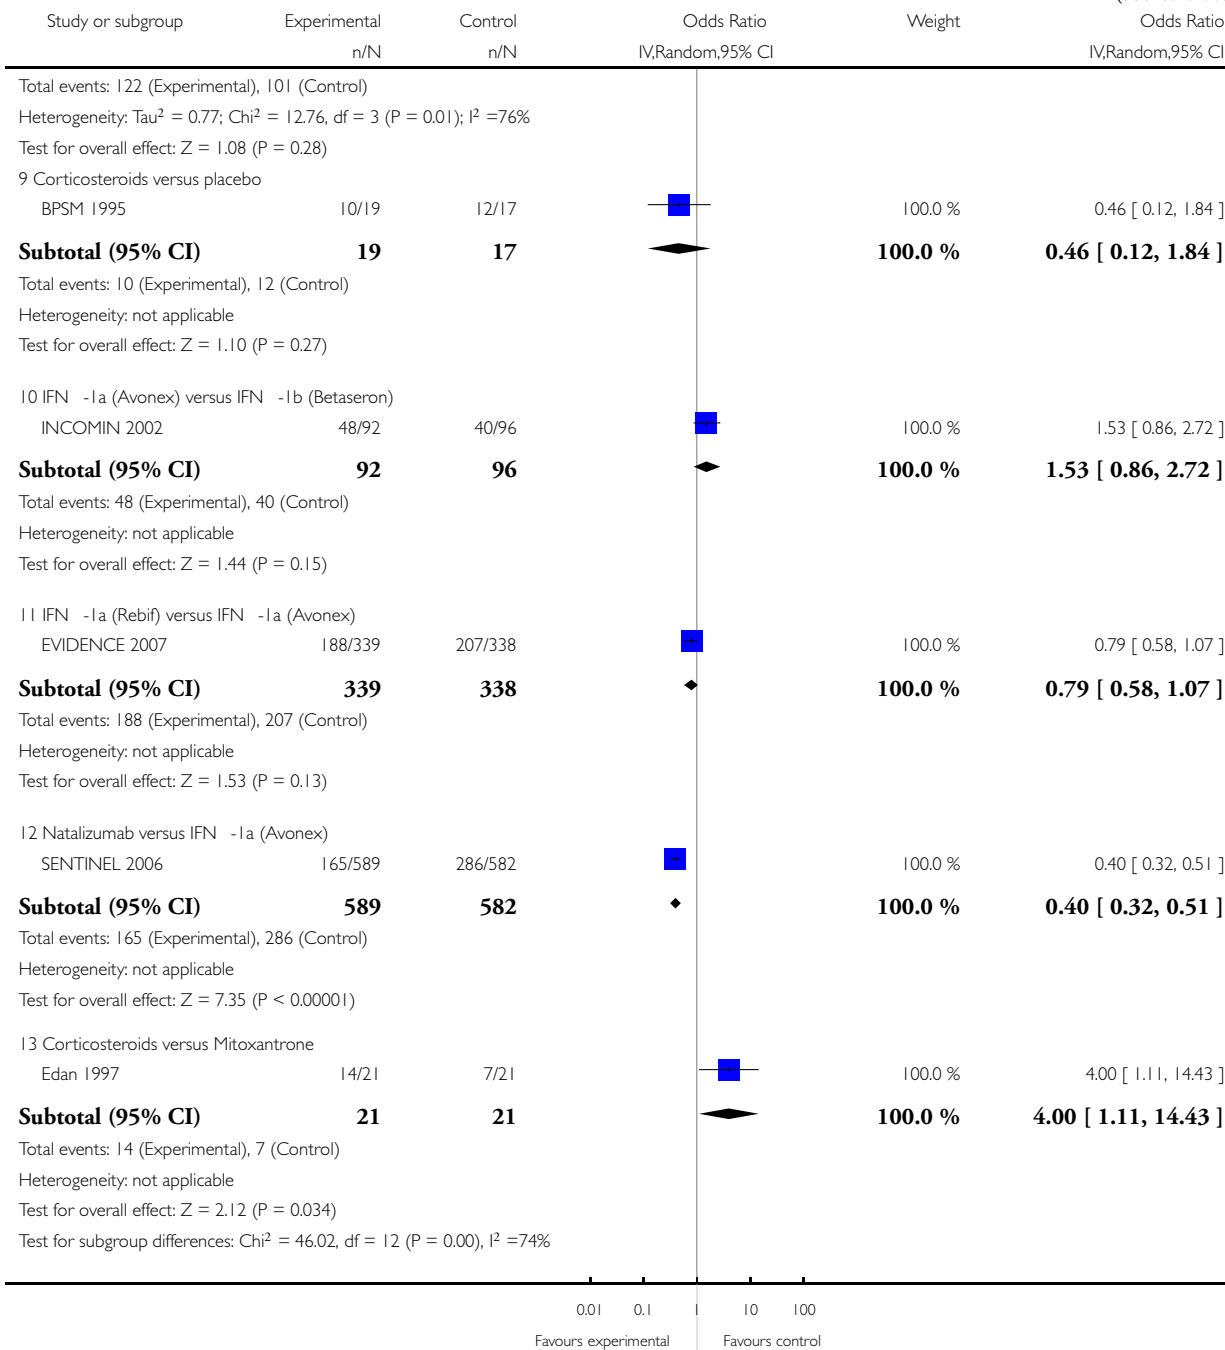 Study or subgroup Experimental Control Odds Ratio Weight Odds Ratio
n/N n/N IV,Random,95% CI IV,Random,95% CI
Total events: 122 (Experimental), 101 (Control)
Heterogeneity: Tau² = 0.77; Chi² = 12.76, df = 3 (P = 0.01); I² =76%
Test for overall effect: Z = 1.08 (P = 0.28)
9 Corticosteroids versus placebo
BPSM 1995 10/19 12/17 100.0 % 0.46 [ 0.12, 1.84 ]
Subtotal (95% CI) 19 17 100.0 % 0.46 [ 0.12, 1.84 ]
Total events: 10 (Experimental), 12 (Control)
Heterogeneity: not applicable
Test for overall effect: Z = 1.10 (P = 0.27)
10 IFN -1a (Avonex) versus IFN -1b (Betaseron)
INCOMIN 2002 48/92 40/96 100.0 % 1.53 [ 0.86, 2.72 ]
Subtotal (95% CI) 92 96 100.0 % 1.53 [ 0.86, 2.72 ]
Total events: 48 (Experimental), 40 (Control)
Heterogeneity: not applicable
Test for overall effect: Z = 1.44 (P = 0.15)
11 IFN -1a (Rebif) versus IFN -1a (Avonex)
EVIDENCE 2007 188/339 207/338 100.0 % 0.79 [ 0.58, 1.07 ]
Subtotal (95% CI) 339 338 100.0 % 0.79 [ 0.58, 1.07 ]
Total events: 188 (Experimental), 207 (Control)
Heterogeneity: not applicable
Test for overall effect: Z = 1.53 (P = 0.13)
12 Natalizumab versus IFN -1a (Avonex)
SENTINEL 2006 165/589 286/582 100.0 % 0.40 [ 0.32, 0.51 ]
Subtotal (95% CI) 589 582 100.0 % 0.40 [ 0.32, 0.51 ]
Total events: 165 (Experimental), 286 (Control)
Heterogeneity: not applicable
Test for overall effect: Z = 7.35 (P < 0.00001)
13 Corticosteroids versus Mitoxantrone
Edan 1997 14/21 7/21 100.0 % 4.00 [ 1.11, 14.43 ]
Subtotal (95% CI) 21 21 100.0 % 4.00 [ 1.11, 14.43 ]
Total events: 14 (Experimental), 7 (Control)
Heterogeneity: not applicable
Test for overall effect: Z = 2.12 (P = 0.034)
Test for subgroup differences: Chi² = 46.02, df = 12 (P = 0.00), I² =74%
0.01 0.1 1 10 100
Favours experimental Favours control